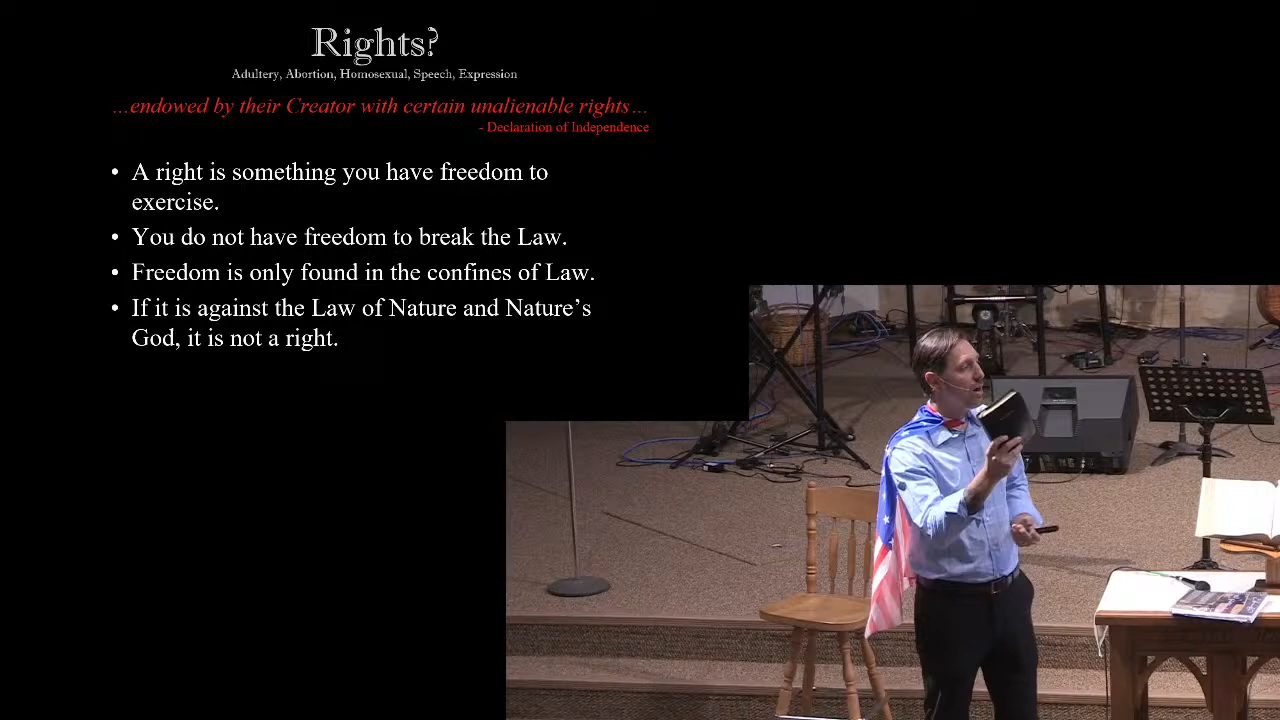 Rights?
Adultery, Abortion, Homosexual, Speech, Expression
...endowed by their Creator with certain unalienable rights...
- Declaration of Independence
• A right is something you have freedom to
exercise.
• You do not have freedom to break the Law.
• Freedom is only found in the confines of Law.
• If it is against the Law of Nature and Nature's
God, it is not a right.